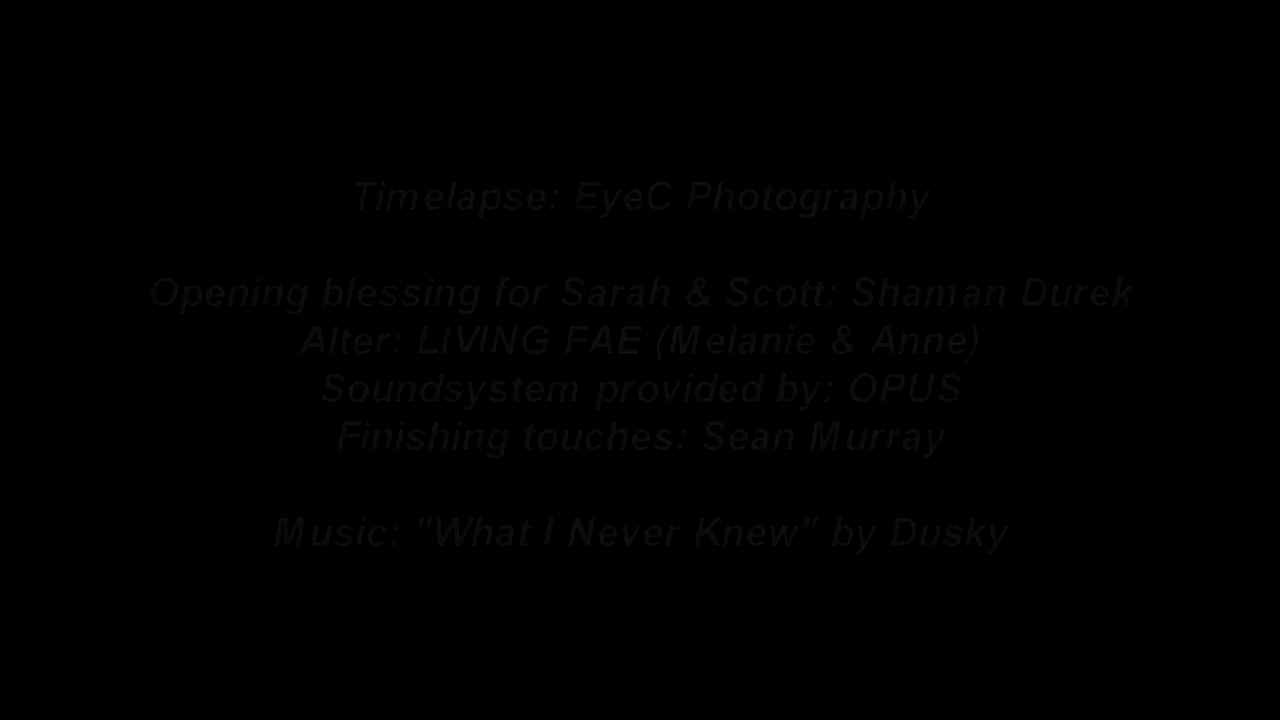 Timelapse: EyeC Photography
Opening blessing for Sarah & Scott: Shaman Durek
Alter: LIVING FAE (Melanie & Anne)
Soundsystem provided by: OPUS
Finishing touches: Sean Murray
Music: "What I Never Knew" by Dusky